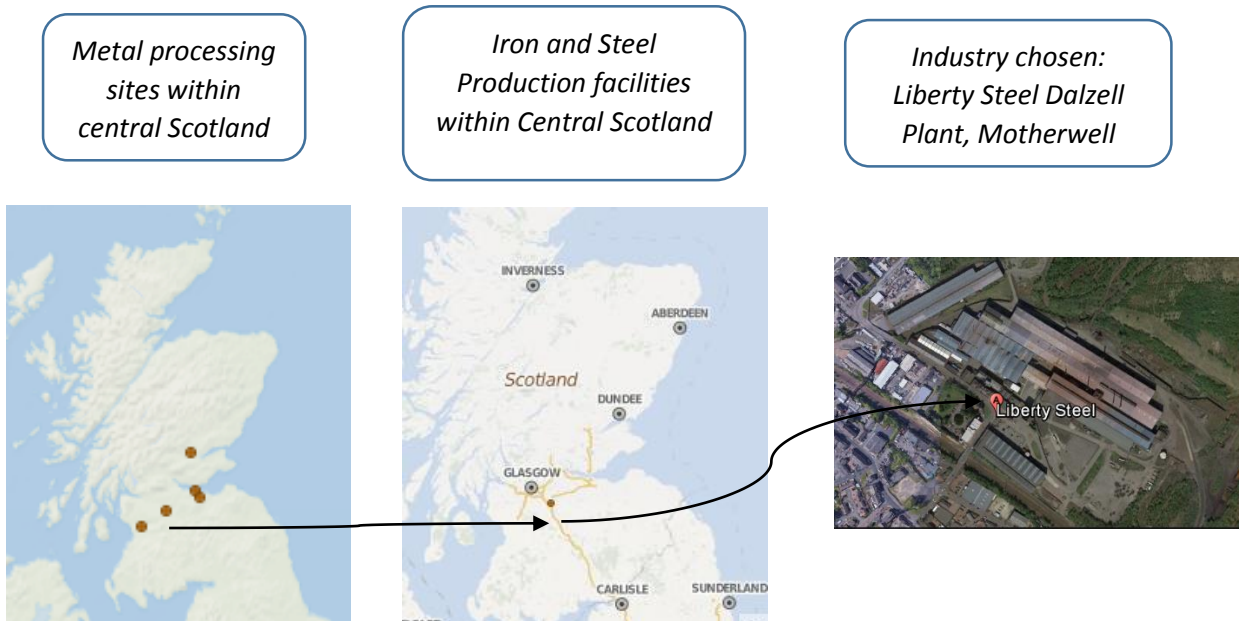 Metal processing
sites within
central Scotland
Iron and Steel
Production facilities
within Central Scotland
Industry chosen:
Liberty Steel Dalzell
Plant, Motherwell
INVERNESS
ABERDEEN
Scotland
DUNDEE
GLASGOW
CARLISLE
SUNDERLAND
A
Liberty Steel